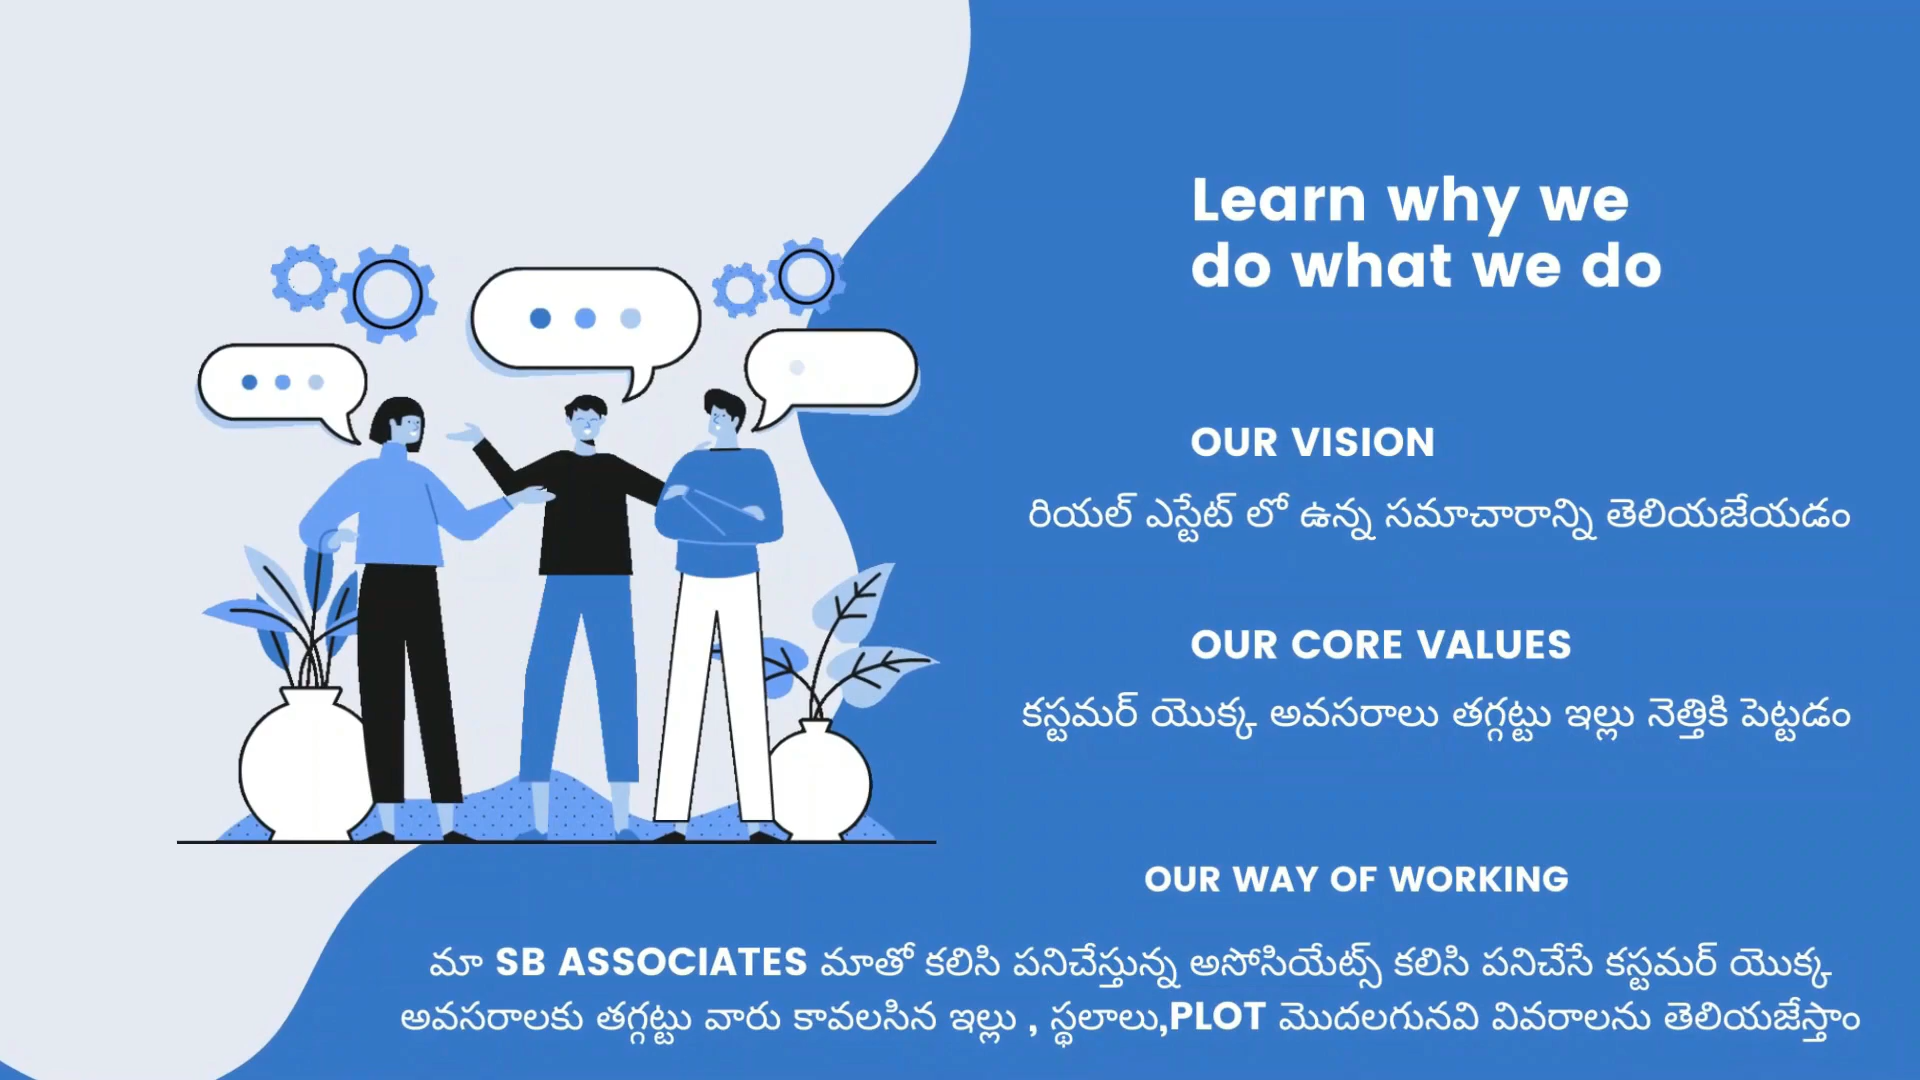 Learn why we
do what we do
OUR VISION
రియల్ ఎస్టేట్ లో ఉన్న సమాచారాన్ని తెలియజేయడం
OUR CORE VALUES
కస్టమర్ యొక్క అవసరాలు తగ్గట్టు ఇల్లు నెత్తికి పెట్టడం
OUR WAY OF WORKING
మా SB ASSOCIATES మాతో కలిసి పనిచేస్తున్న అసోసియేట్స్ కలిసి పనిచేసే కస్టమర్ యొక్క
అవసరాలకు తగ్గట్టు వారు కావలసిన ఇల్లు , స్థలాలు,PLOT మొదలగునవి వివరాలను తెలియజేస్తాం